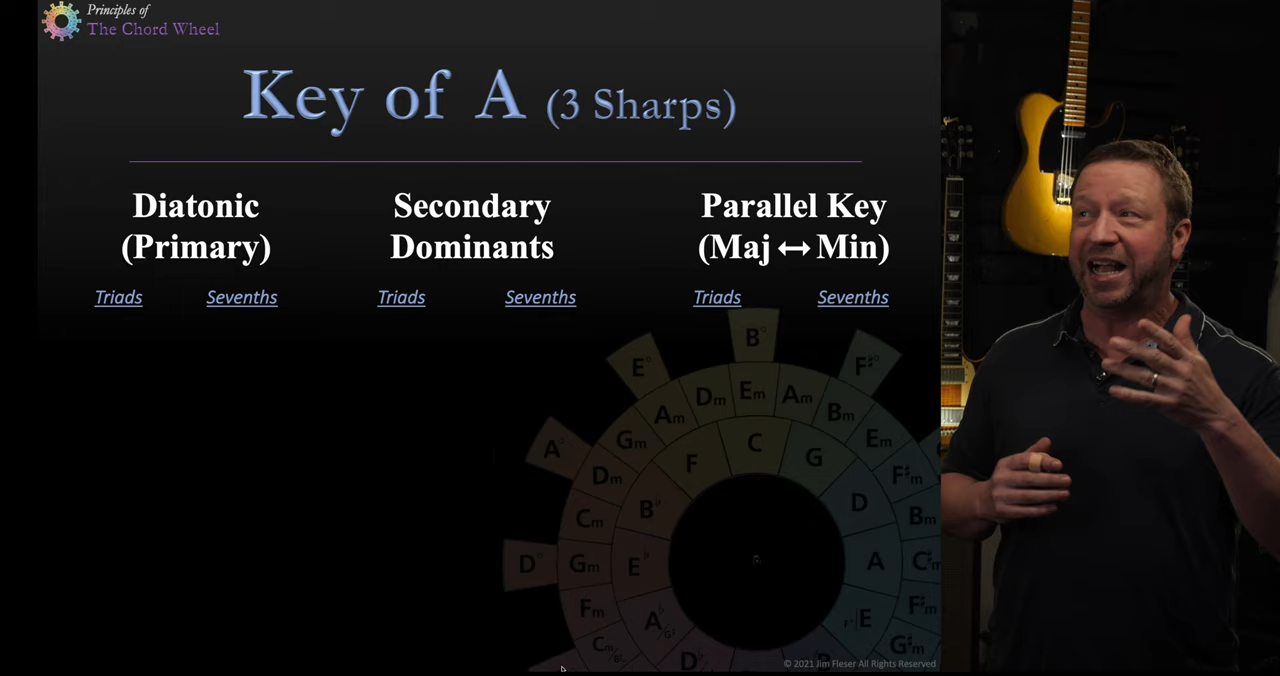 Principles of
The Chord Wheel
Key of A (3 Sharps)
Diatonic
(Primary)
Secondary
Dominants
Parallel Key
(Maj ↔ Min)
Triads
Sevenths
Triads
Sevenths
Triads
Sevenths
B°
E°
F♯°
Dm
Em
Am
Am
Bm
Gm
C
Em
A°
F
G
Dm
F♯m
B♭
D
Cm
Bm
D°
Gm
E♭
A
C♯m
Fm
A♭
/G♯
E
F♯m
Cm
G♯m
D♭
© 2021 Jim Fleser All Rights Reserved